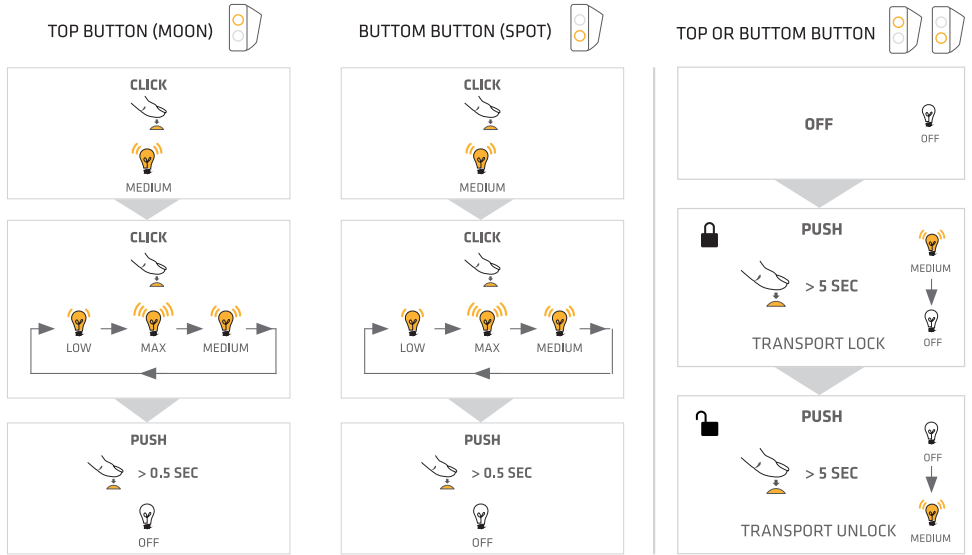 TOP BUTTON (MOON)
CLICK
MEDIUM
CLICK
LOW MAX MEDIUM
PUSH
> 0.5 SEC
OFF
BUTTOM BUTTON (SPOT)
CLICK
MEDIUM
CLICK
LOW MAX MEDIUM
PUSH
> 0.5 SEC
OFF
TOP OR BUTTOM BUTTON
OFF
OFF
PUSH
> 5 SEC
MEDIUM
OFF
TRANSPORT LOCK
PUSH
> 5 SEC
OFF
MEDIUM
TRANSPORT UNLOCK